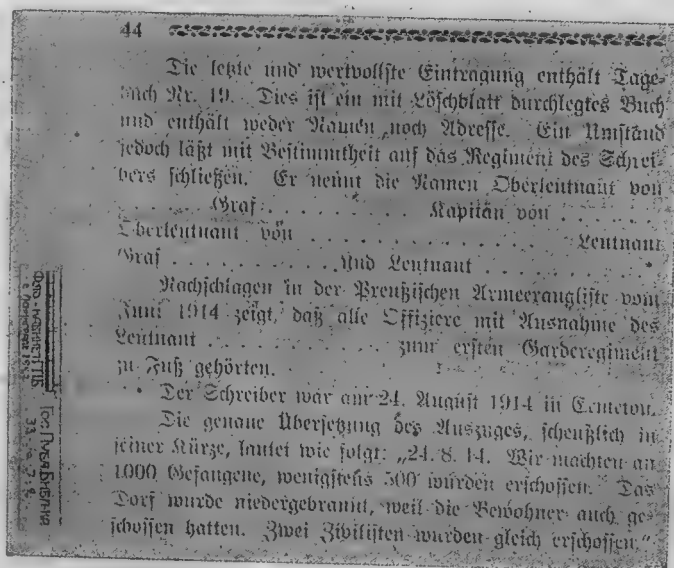 44
Die letzte und wertvollste Eintragung enthält Tage-
buch Nr. 19. Dies ist ein mit Löschblatt durchlegtes Buch
und enthält weder Namen noch Adresse. Ein Umstand
jedoch läßt mit Bestimmtheit auf das Regiment des Schrei-
bers schließen. Er nennt die Namen Oberleutnant von
. . . . . . Graf . . . . . . . . . . Kapitän von . . . . . .
Oberleutnant von . . . . . . . . . . . . . . . Leutnant
Graf . . . . . . . . . . . und Leutnant . . . . . . . . . . .
Nachschlagen in der Preußischen Armeerangliste vom
Juni 1914 zeigt, daß alle Offiziere mit Ausnahme des
Leutnant . . . . . . . . . . . . zum ersten Garderegiment
zu Fuß gehörten.
Der Schreiber war am 24. August 1914 in Ermeton.
Die genaue Übersetzung des Auszuges, scheußlich in
seiner Kürze, lautet wie folgt: „24. 8. 14. Wir machten an
1000 Gefangene, wenigstens 500 wurden erschossen. Das
Dorf wurde niedergebrannt, weil die Bewohner auch ge-
schossen hatten. Zwei Zivilisten wurden gleich erschossen.“